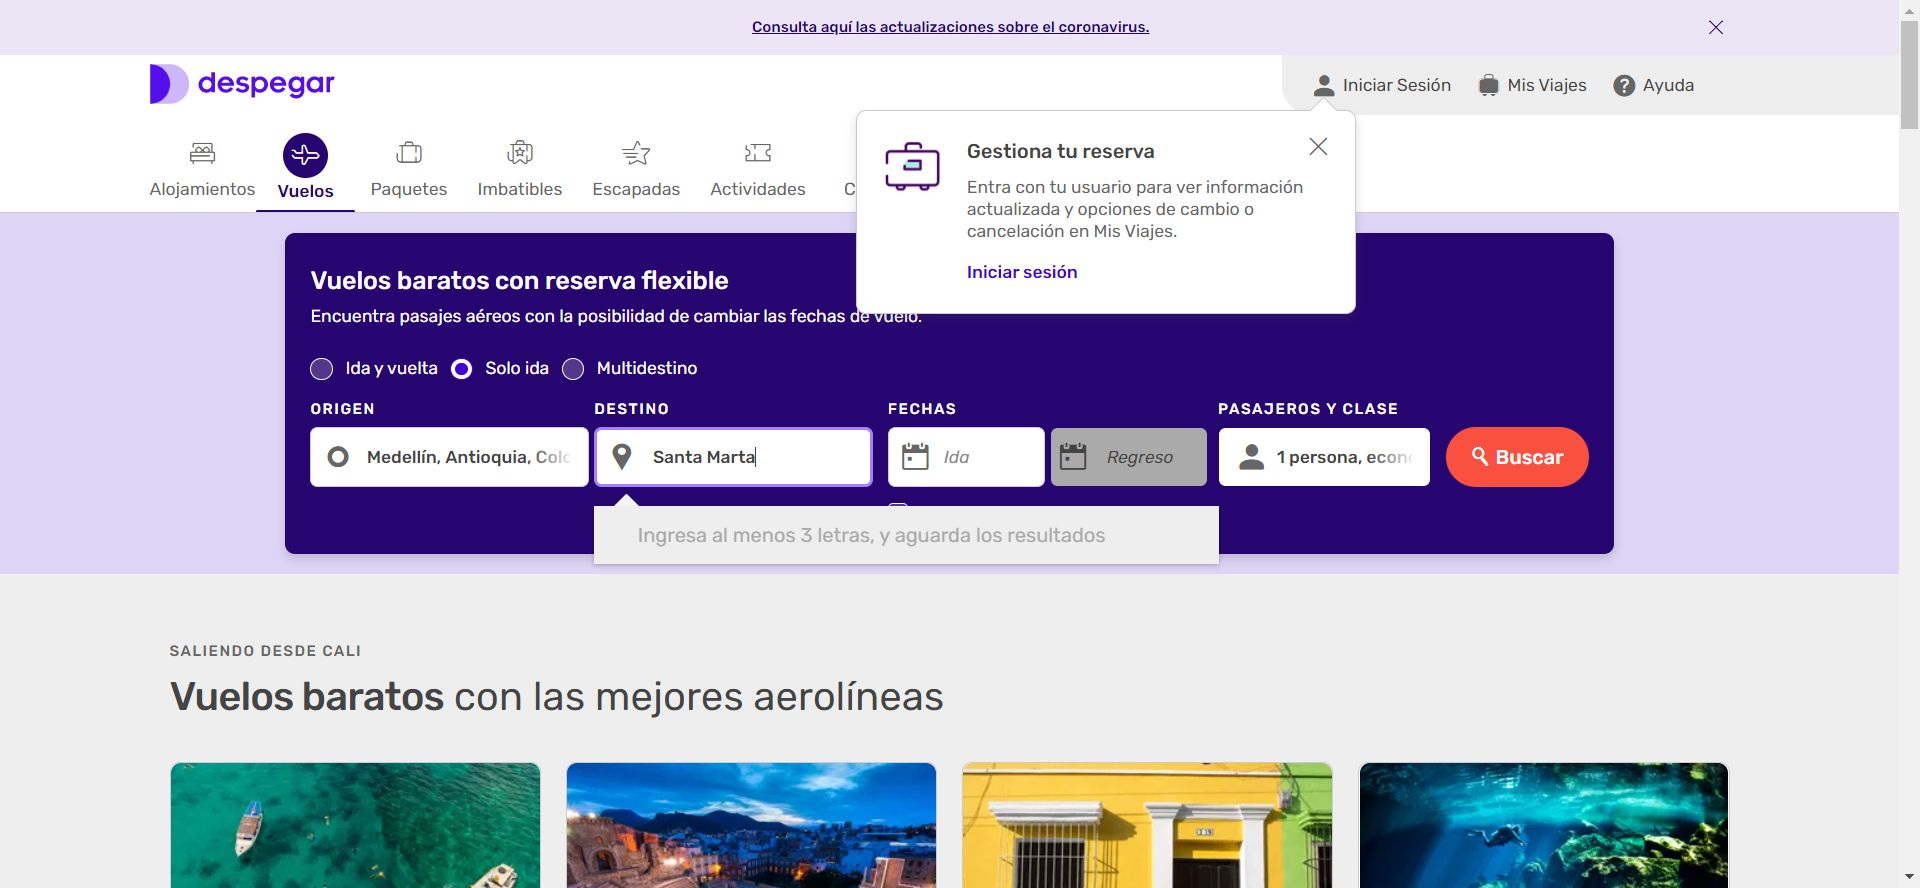 Consulta aquí las actualizaciones sobre el coronavirus.
despegar
Iniciar Sesión
Mis Viajes
Ayuda
Alojamientos
Vuelos
Paquetes
Imbatibles
Escapadas
Actividades
C
Gestiona tu reserva
Entra con tu usuario para ver información
actualizada y opciones de cambio o
cancelación en Mis Viajes.
Iniciar sesión
Vuelos baratos con reserva flexible
Encuentra pasajes aéreos con la posibilidad de cambiar las fechas de vuelo.
Ida y vuelta
Solo ida
Multidestino
ORIGEN
DESTINO
FECHAS
PASAJEROS Y CLASE
Medellín, Antioquia, Colo
Santa Marta
Ida
Regreso
1 persona, econo
Buscar
Ingresa al menos 3 letras, y aguarda los resultados
SALIENDO DESDE CALI
Vuelos baratos con las mejores aerolíneas